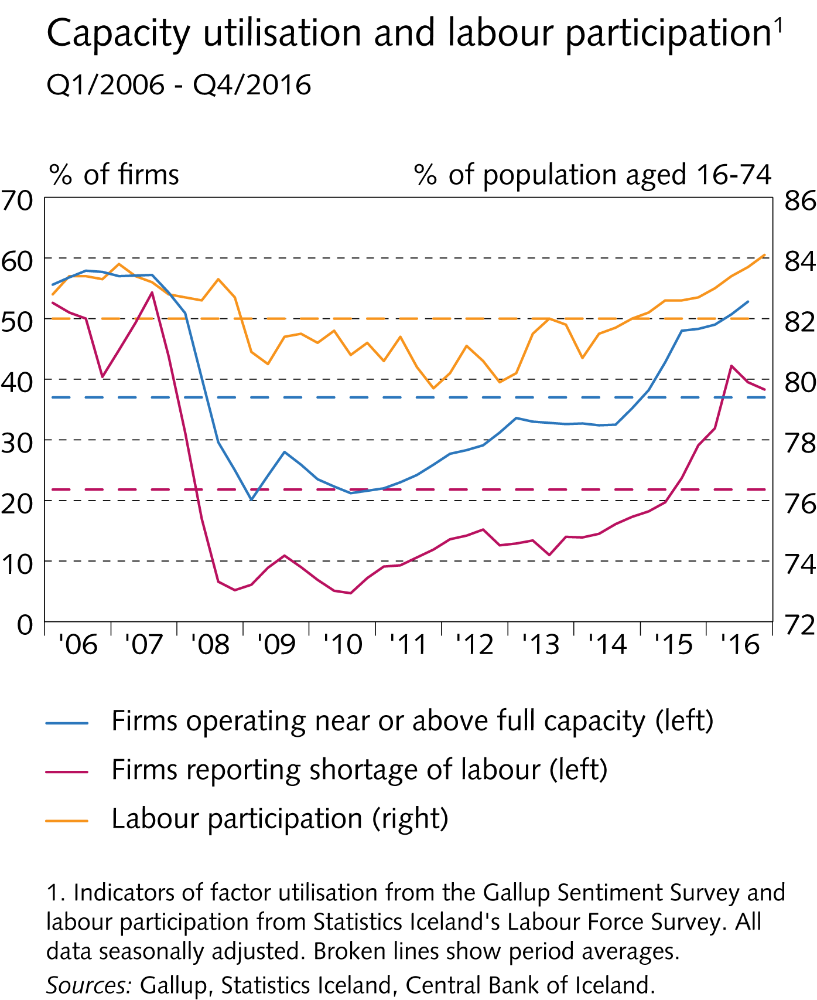 Capacity utilisation and labour participation¹
Q1/2006 - Q4/2016
% of firms
% of population aged 16-74
70
86
60
84
50
82
40
80
30
78
20
76
10
74
0
72
'06 '07 '08 '09 '10 '11 '12 '13 '14 '15 '16
Firms operating near or above full capacity (left)
Firms reporting shortage of labour (left)
Labour participation (right)
1. Indicators of factor utilisation from the Gallup Sentiment Survey and
labour participation from Statistics Iceland's Labour Force Survey. All
data seasonally adjusted. Broken lines show period averages.
Sources: Gallup, Statistics Iceland, Central Bank of Iceland.